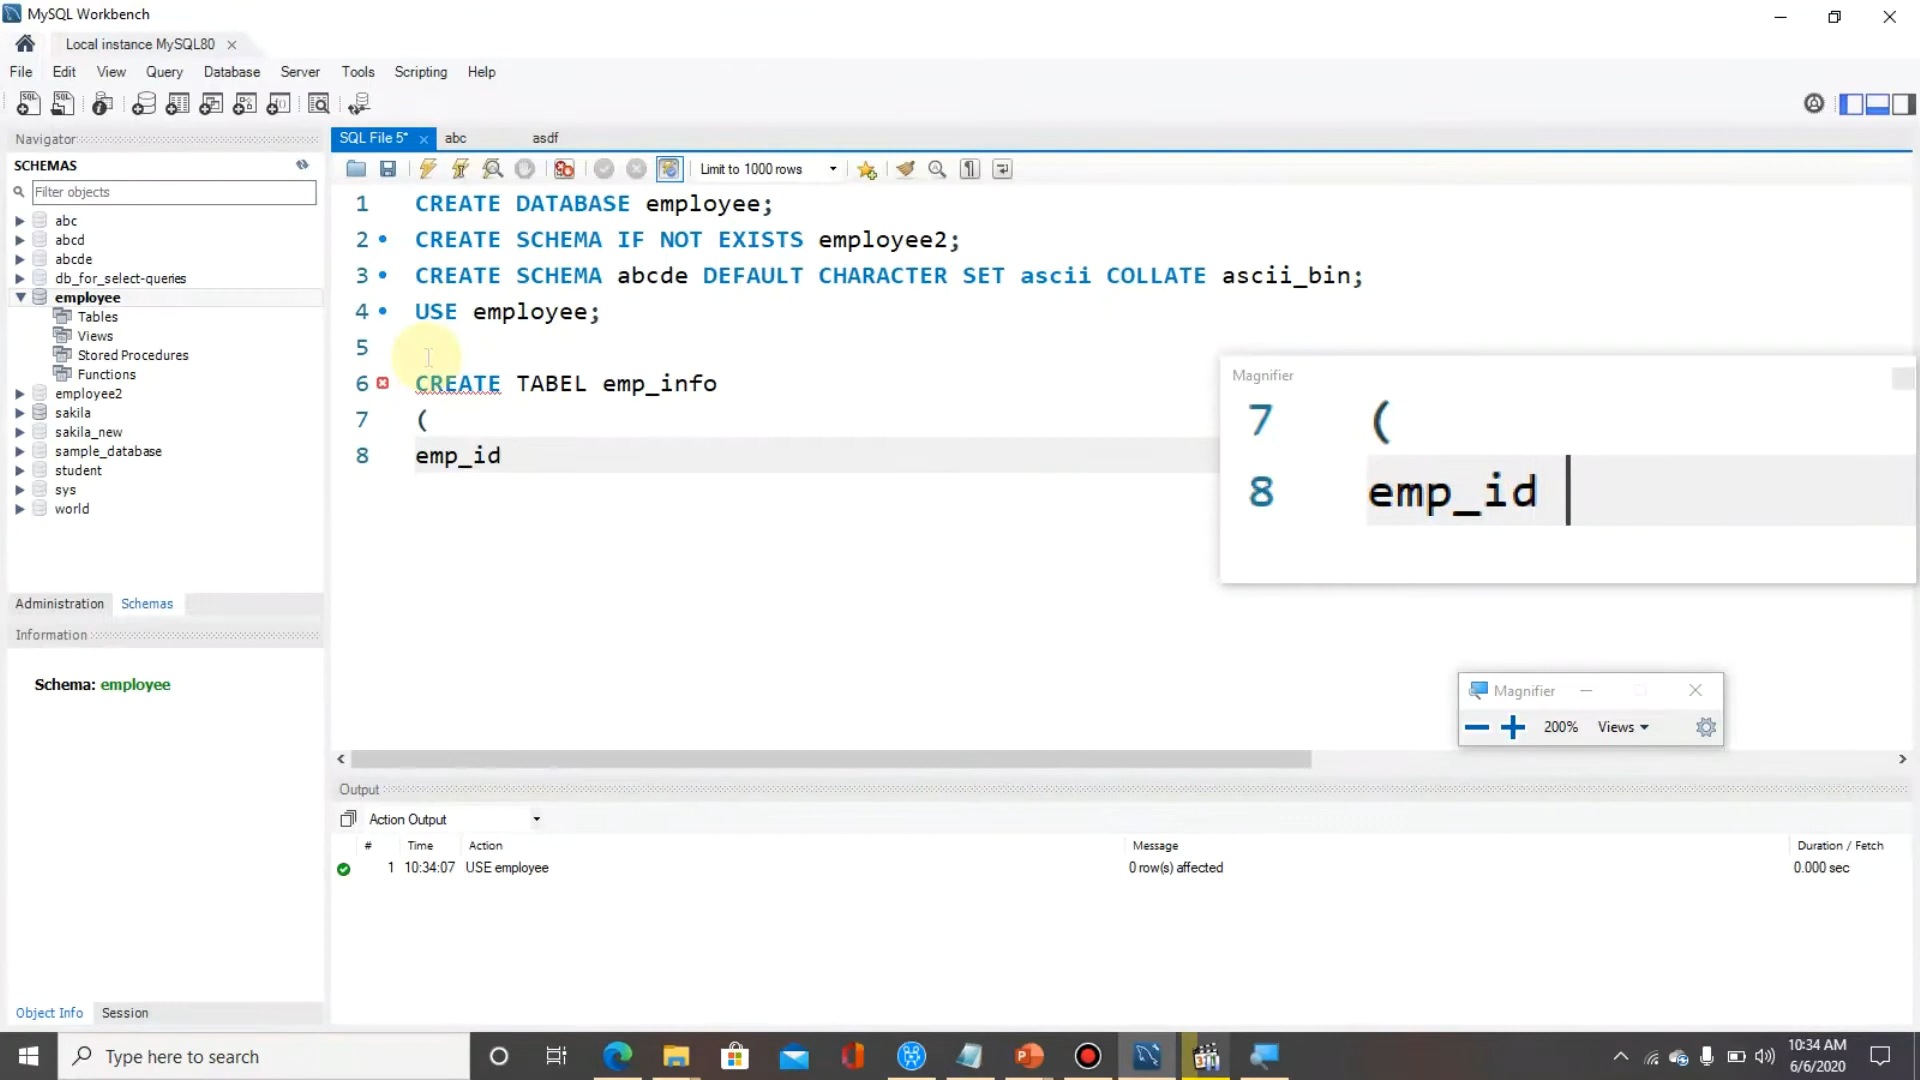 MySQL Workbench
Local instance MySQL80
File Edit View Query Database Server Tools Scripting Help
Navigator
SCHEMAS
Filter objects
abc
abcd
abcde
db_for_select-queries
employee
Tables
Views
Stored Procedures
Functions
employee2
sakila
sakila_new
sample_database
student
sys
world
Administration Schemas
Information
Schema: employee
Object Info Session
SQL File 5* abc asdf
Limit to 1000 rows
1 CREATE DATABASE employee;
2 CREATE SCHEMA IF NOT EXISTS employee2;
3 CREATE SCHEMA abcde DEFAULT CHARACTER SET ascii COLLATE ascii_bin;
4 USE employee;
5
6 CREATE TABEL emp_info
7 (
8 emp_id
Magnifier
7 (
8 emp_id
Magnifier
200% Views
Output
Action Output
# Time Action Message Duration / Fetch
1 10:34:07 USE employee 0 row(s) affected 0.000 sec
Type here to search
10:34 AM
6/6/2020